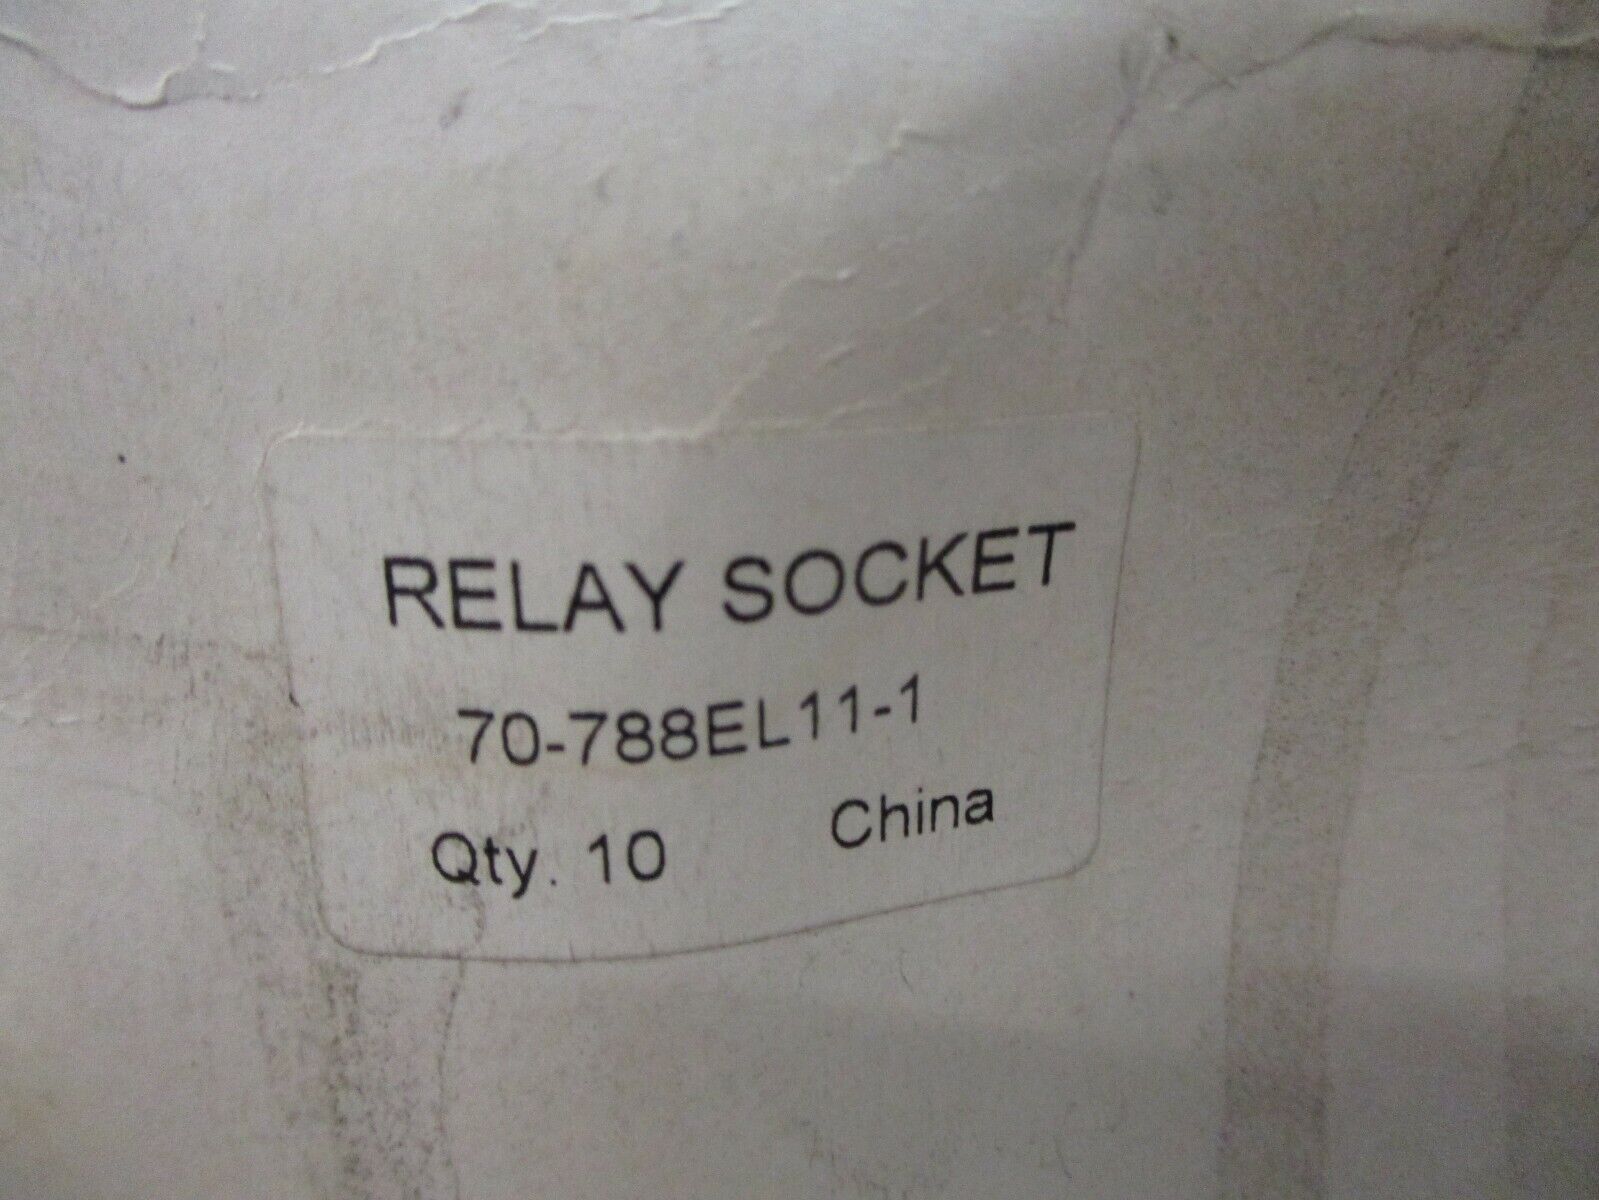 RELAY SOCKET
70-788EL11-1
Qty. 10 China